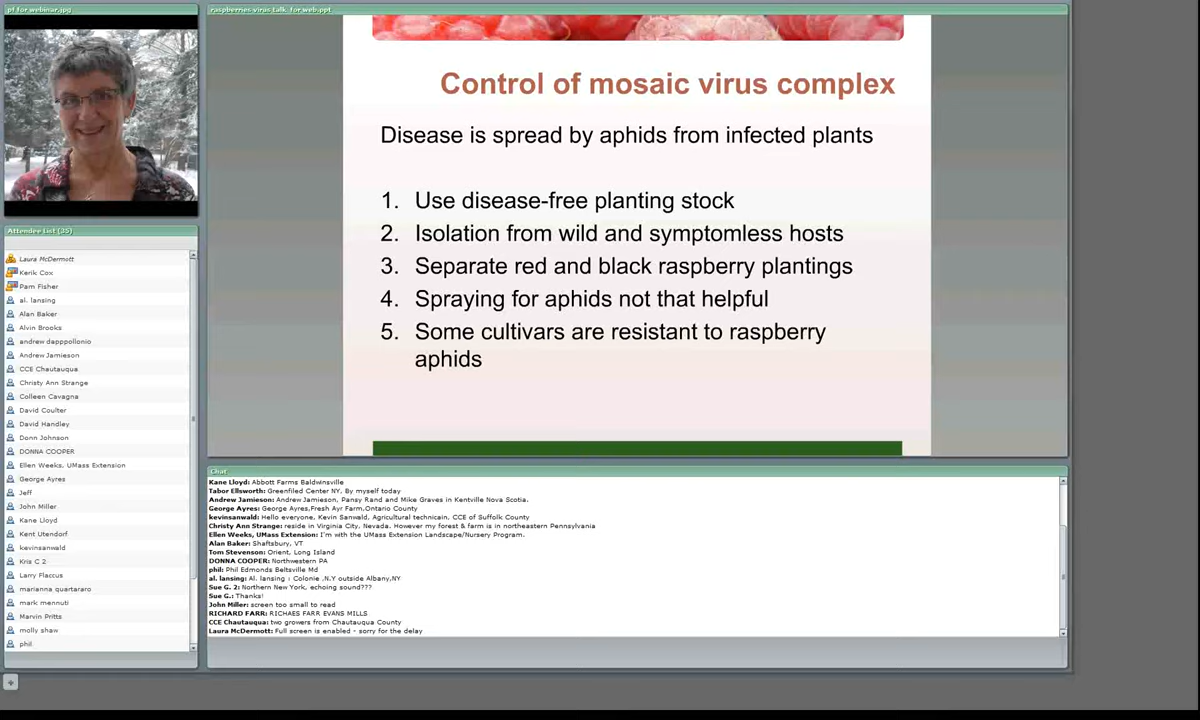 pf for webinar.jpg
raspberries virus talk_for web.ppt
Control of mosaic virus complex
Disease is spread by aphids from infected plants
1. Use disease-free planting stock
2. Isolation from wild and symptomless hosts
3. Separate red and black raspberry plantings
4. Spraying for aphids not that helpful
5. Some cultivars are resistant to raspberry
aphids
Attendee List (35)
Laura McDermott
Kerik Cox
Pam Fisher
al. lansing
Alan Baker
Alvin Brooks
andrew dapppollonio
Andrew Jamieson
CCE Chautauqua
Christy Ann Strange
Colleen Cavagna
David Coulter
David Handley
Donn Johnson
DONNA COOPER
Ellen Weeks, UMass Extension
George Ayres
Jeff
John Miller
Kane Lloyd
Kent Utendorf
kevinsanwald
Kris C 2
Larry Flaccus
marianna quartararo
mark mennuti
Marvin Pritts
molly shaw
phil
Chat
Kane Lloyd: Abbott Farms Baldwinsville
Tabor Ellsworth: Greenfiled Center NY, By myself today
Andrew Jamieson: Andrew Jamieson, Pansy Rand and Mike Graves in Kentville Nova Scotia.
George Ayres: George Ayres,Fresh Ayr Farm,Ontario County
kevinsanwald: Hello everyone. Kevin Sanwald, Agricultural technicain, CCE of Suffolk County
Christy Ann Strange: reside in Virginia City, Nevada. However my forest & farm is in northeastern Pennsylvania
Ellen Weeks, UMass Extension: I'm with the UMass Extension Landscape/Nursery Program.
Alan Baker: Shaftsbury, VT
Tom Stevenson: Orient, Long Island
DONNA COOPER: Northwestern PA
phil: Phil Edmonds Beltsville Md
al. lansing: Al. lansing : Colonie ,N.Y outside Albany,NY
Sue G. 2: Northern New York, echoing sound???
Sue G.: Thanks!
John Miller: screen too small to read
RICHARD FARR: RICHAES FARR EVANS MILLS
CCE Chautauqua: two growers from Chautauqua County
Laura McDermott: Full screen is enabled - sorry for the delay